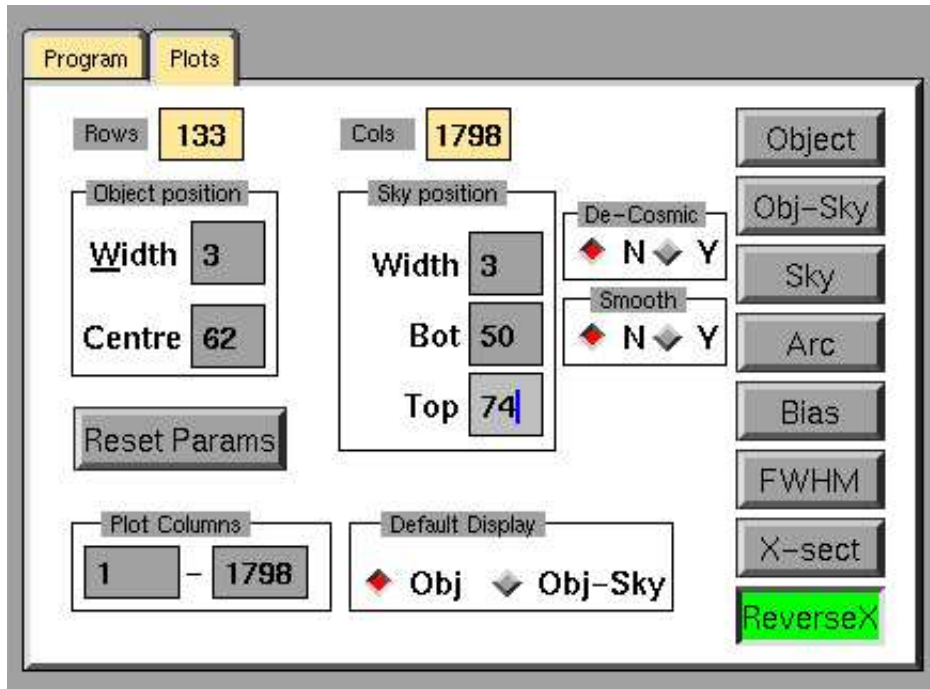 Program Plots
Rows 133 Cols 1798
Object position
Width 3
Centre 62
Sky position
Width 3
Bot 50
Top 74
De-Cosmic
N Y
Smooth
N Y
Reset Params
Plot Columns
1 - 1798
Default Display
Obj Obj-Sky
Object
Obj-Sky
Sky
Arc
Bias
FWHM
X-sect
ReverseX